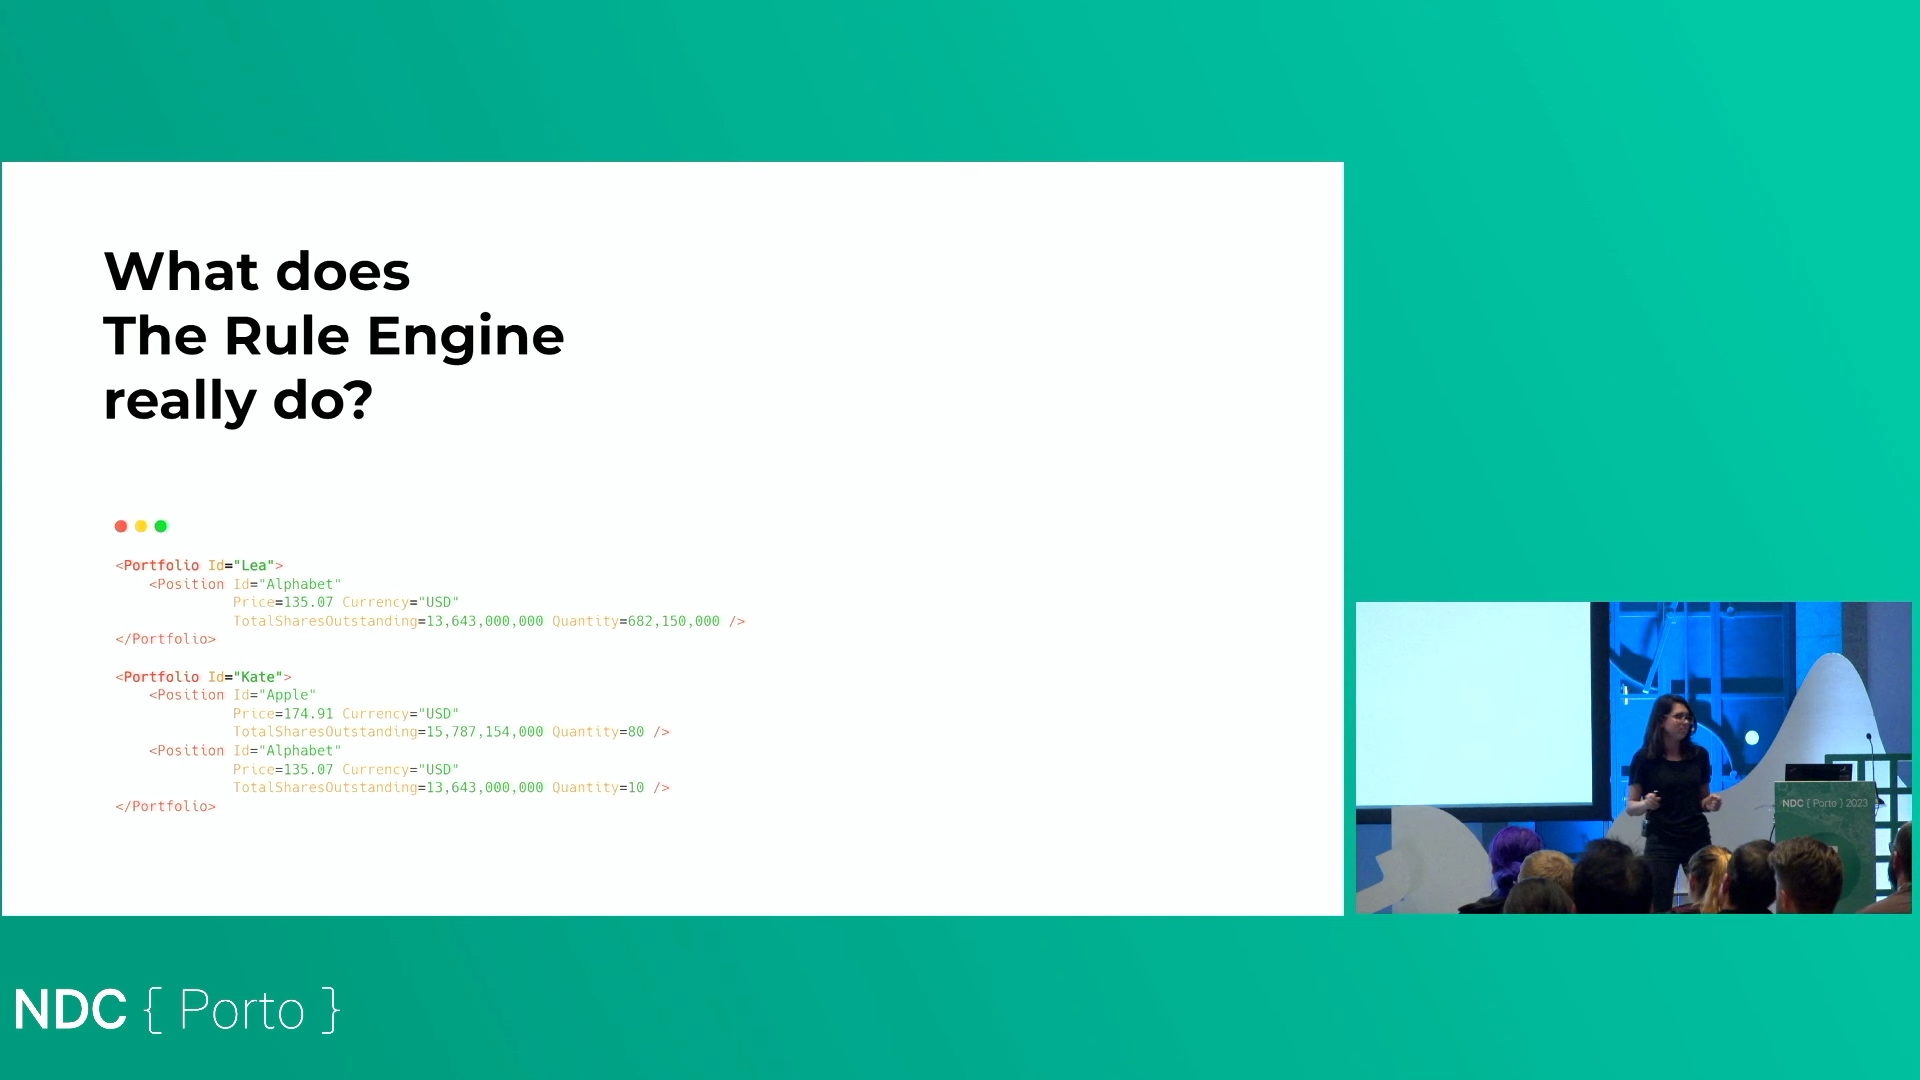 What does
The Rule Engine
really do?
<Portfolio Id="Lea">
<Position Id="Alphabet"
Price=135.07 Currency="USD"
TotalSharesOutstanding=13,643,000,000 Quantity=682,150,000 />
</Portfolio>
<Portfolio Id="Kate">
<Position Id="Apple"
Price=174.91 Currency="USD"
TotalSharesOutstanding=15,787,154,000 Quantity=80 />
<Position Id="Alphabet"
Price=135.07 Currency="USD"
TotalSharesOutstanding=13,643,000,000 Quantity=10 />
</Portfolio>
NDC { Porto } 2023
NDC { Porto }